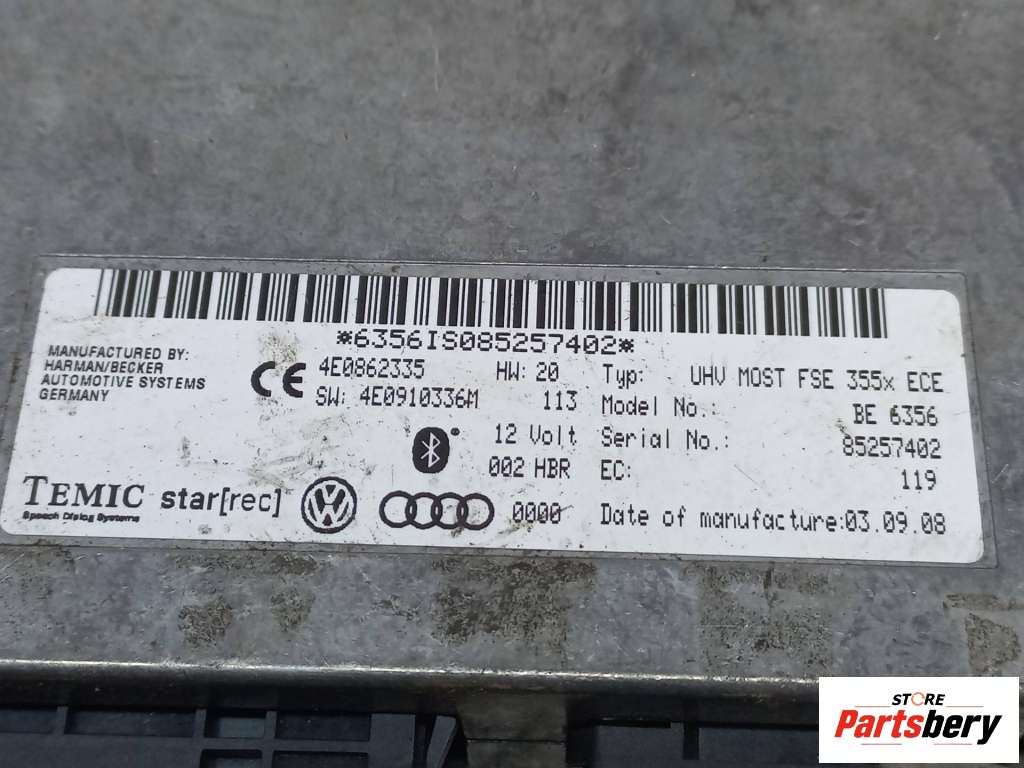 *6356IS085257402*
MANUFACTURED BY:
HARMAN/BECKER
AUTOMOTIVE SYSTEMS
GERMANY
CE
4E0862335 HW: 20
SW: 4E0910336M 113
12 Volt
002 HBR
0000
Typ: UHV MOST FSE 355x ECE
Model No.: BE 6356
Serial No.: 85257402
EC: 119
Date of manufacture:03.09.08
TEMIC
Speech Dialog Systems
star[rec]
STORE
Partsbery